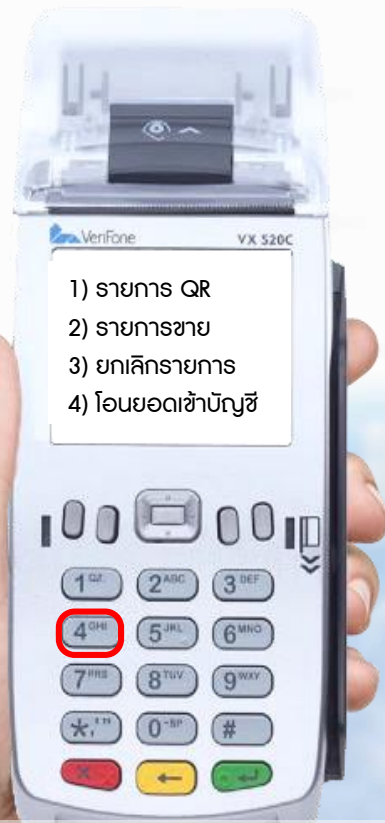 VeriFone
VX 520C
1) รายการ QR
2) รายการขาย
3) ยกเลิกรายการ
4) โอนยอดเข้าบัญชี
1 QZ.
2 ABC
3 DEF
4 GHI
5 JKL
6 MNO
7 PRS
8 TUV
9 WXY
*,'"
0 -SP
#